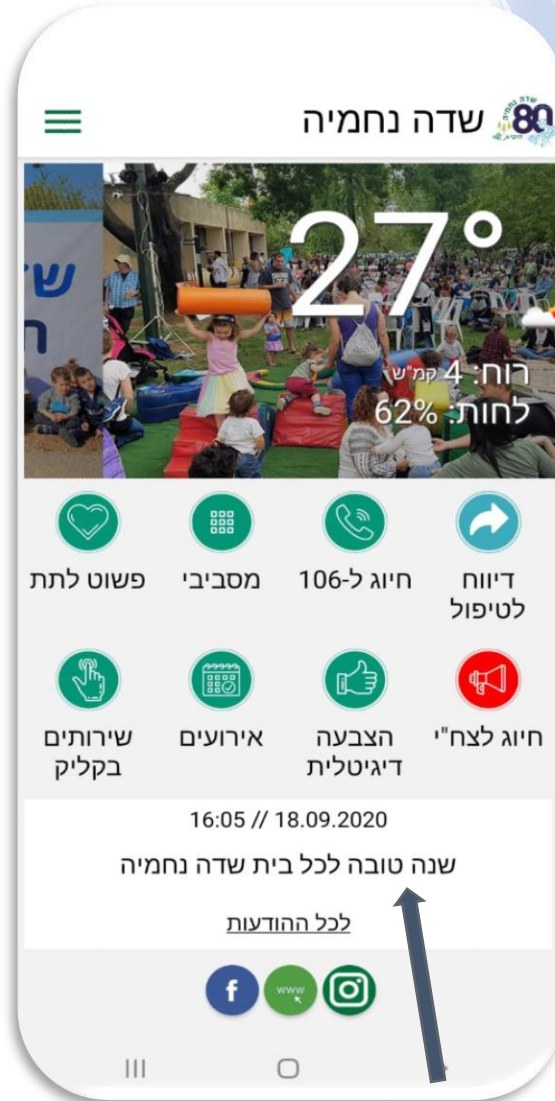 שדה נחמיה
80
27°
רוח: 4 קמ"ש
לחות: 62%
דיווח לטיפול
חיוג ל-106
מסביבי
פשוט לתת
חיוג לצח"י
הצבעה דיגיטלית
אירועים
שירותים בקליק
16:05 // 18.09.2020
שנה טובה לכל בית שדה נחמיה
לכל ההודעות
f
www